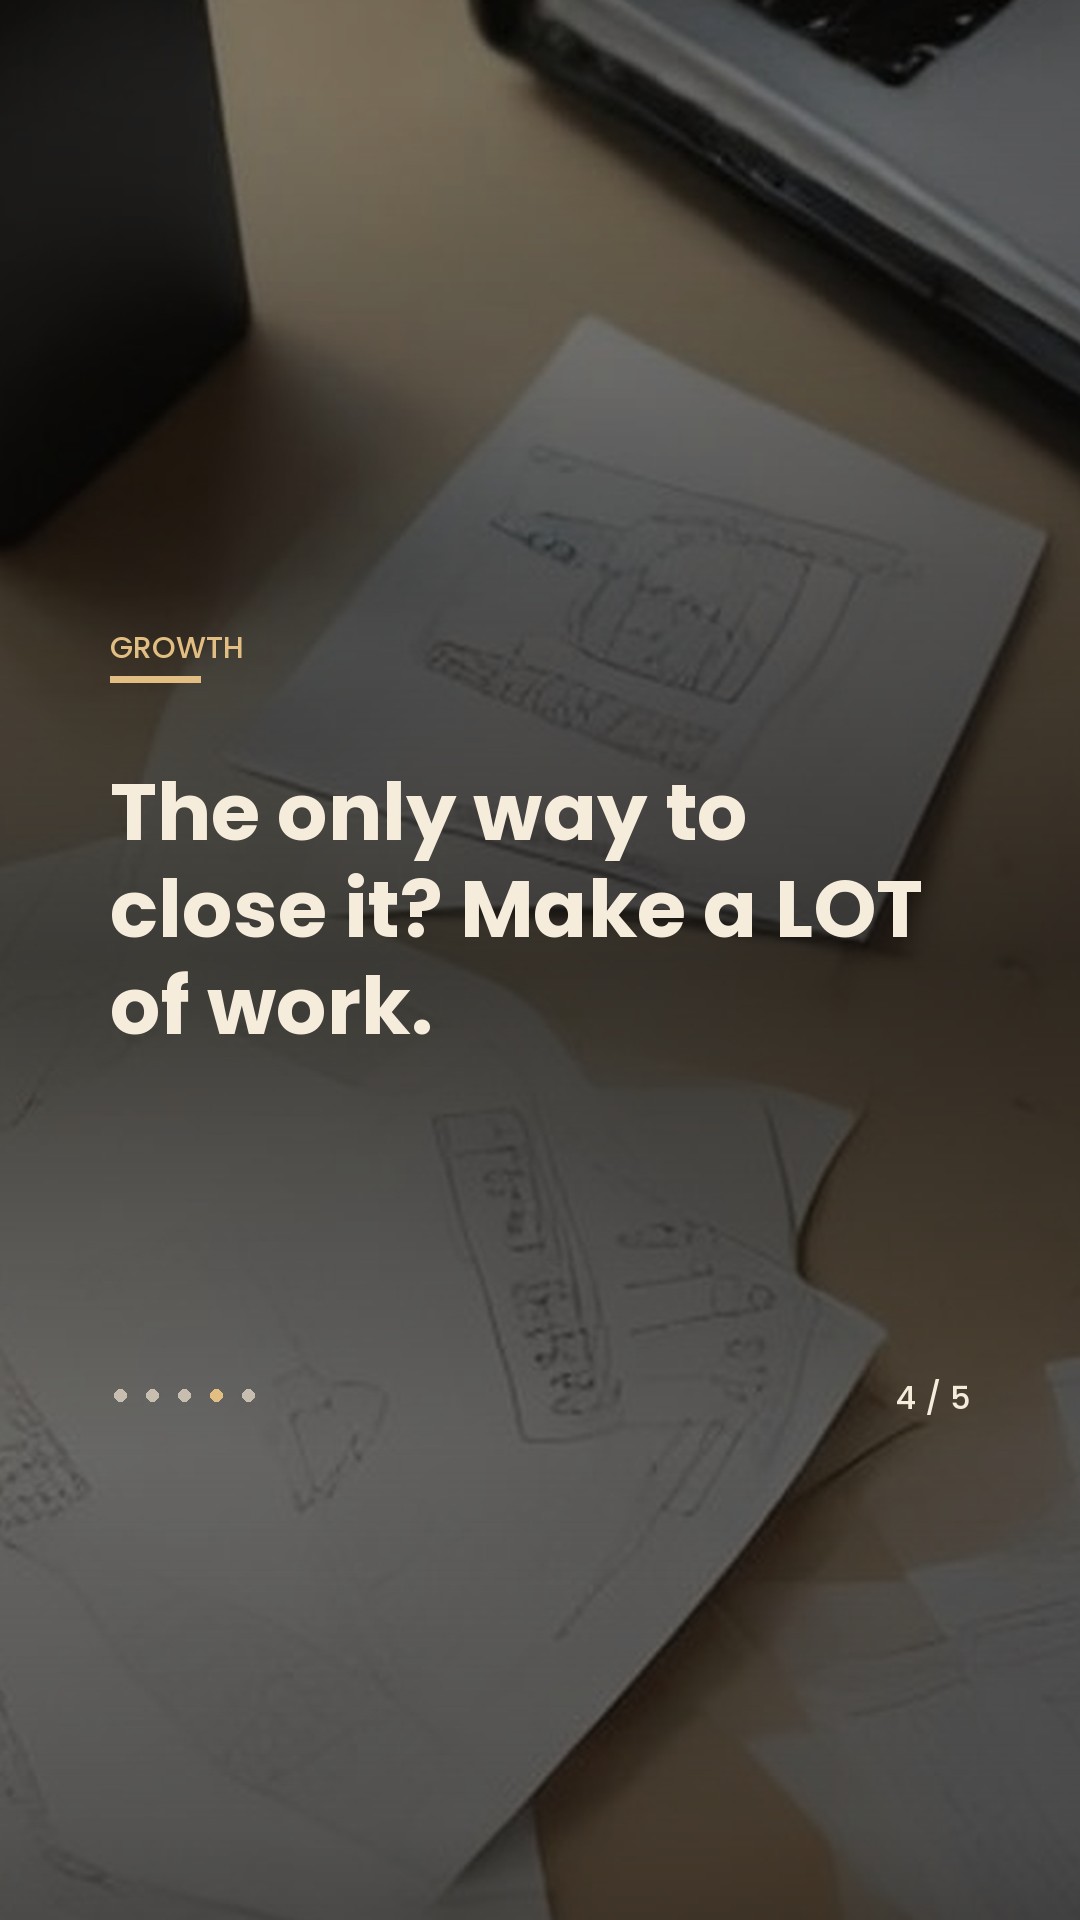 GROWTH
The only way to
close it? Make a LOT
of work.
4 / 5